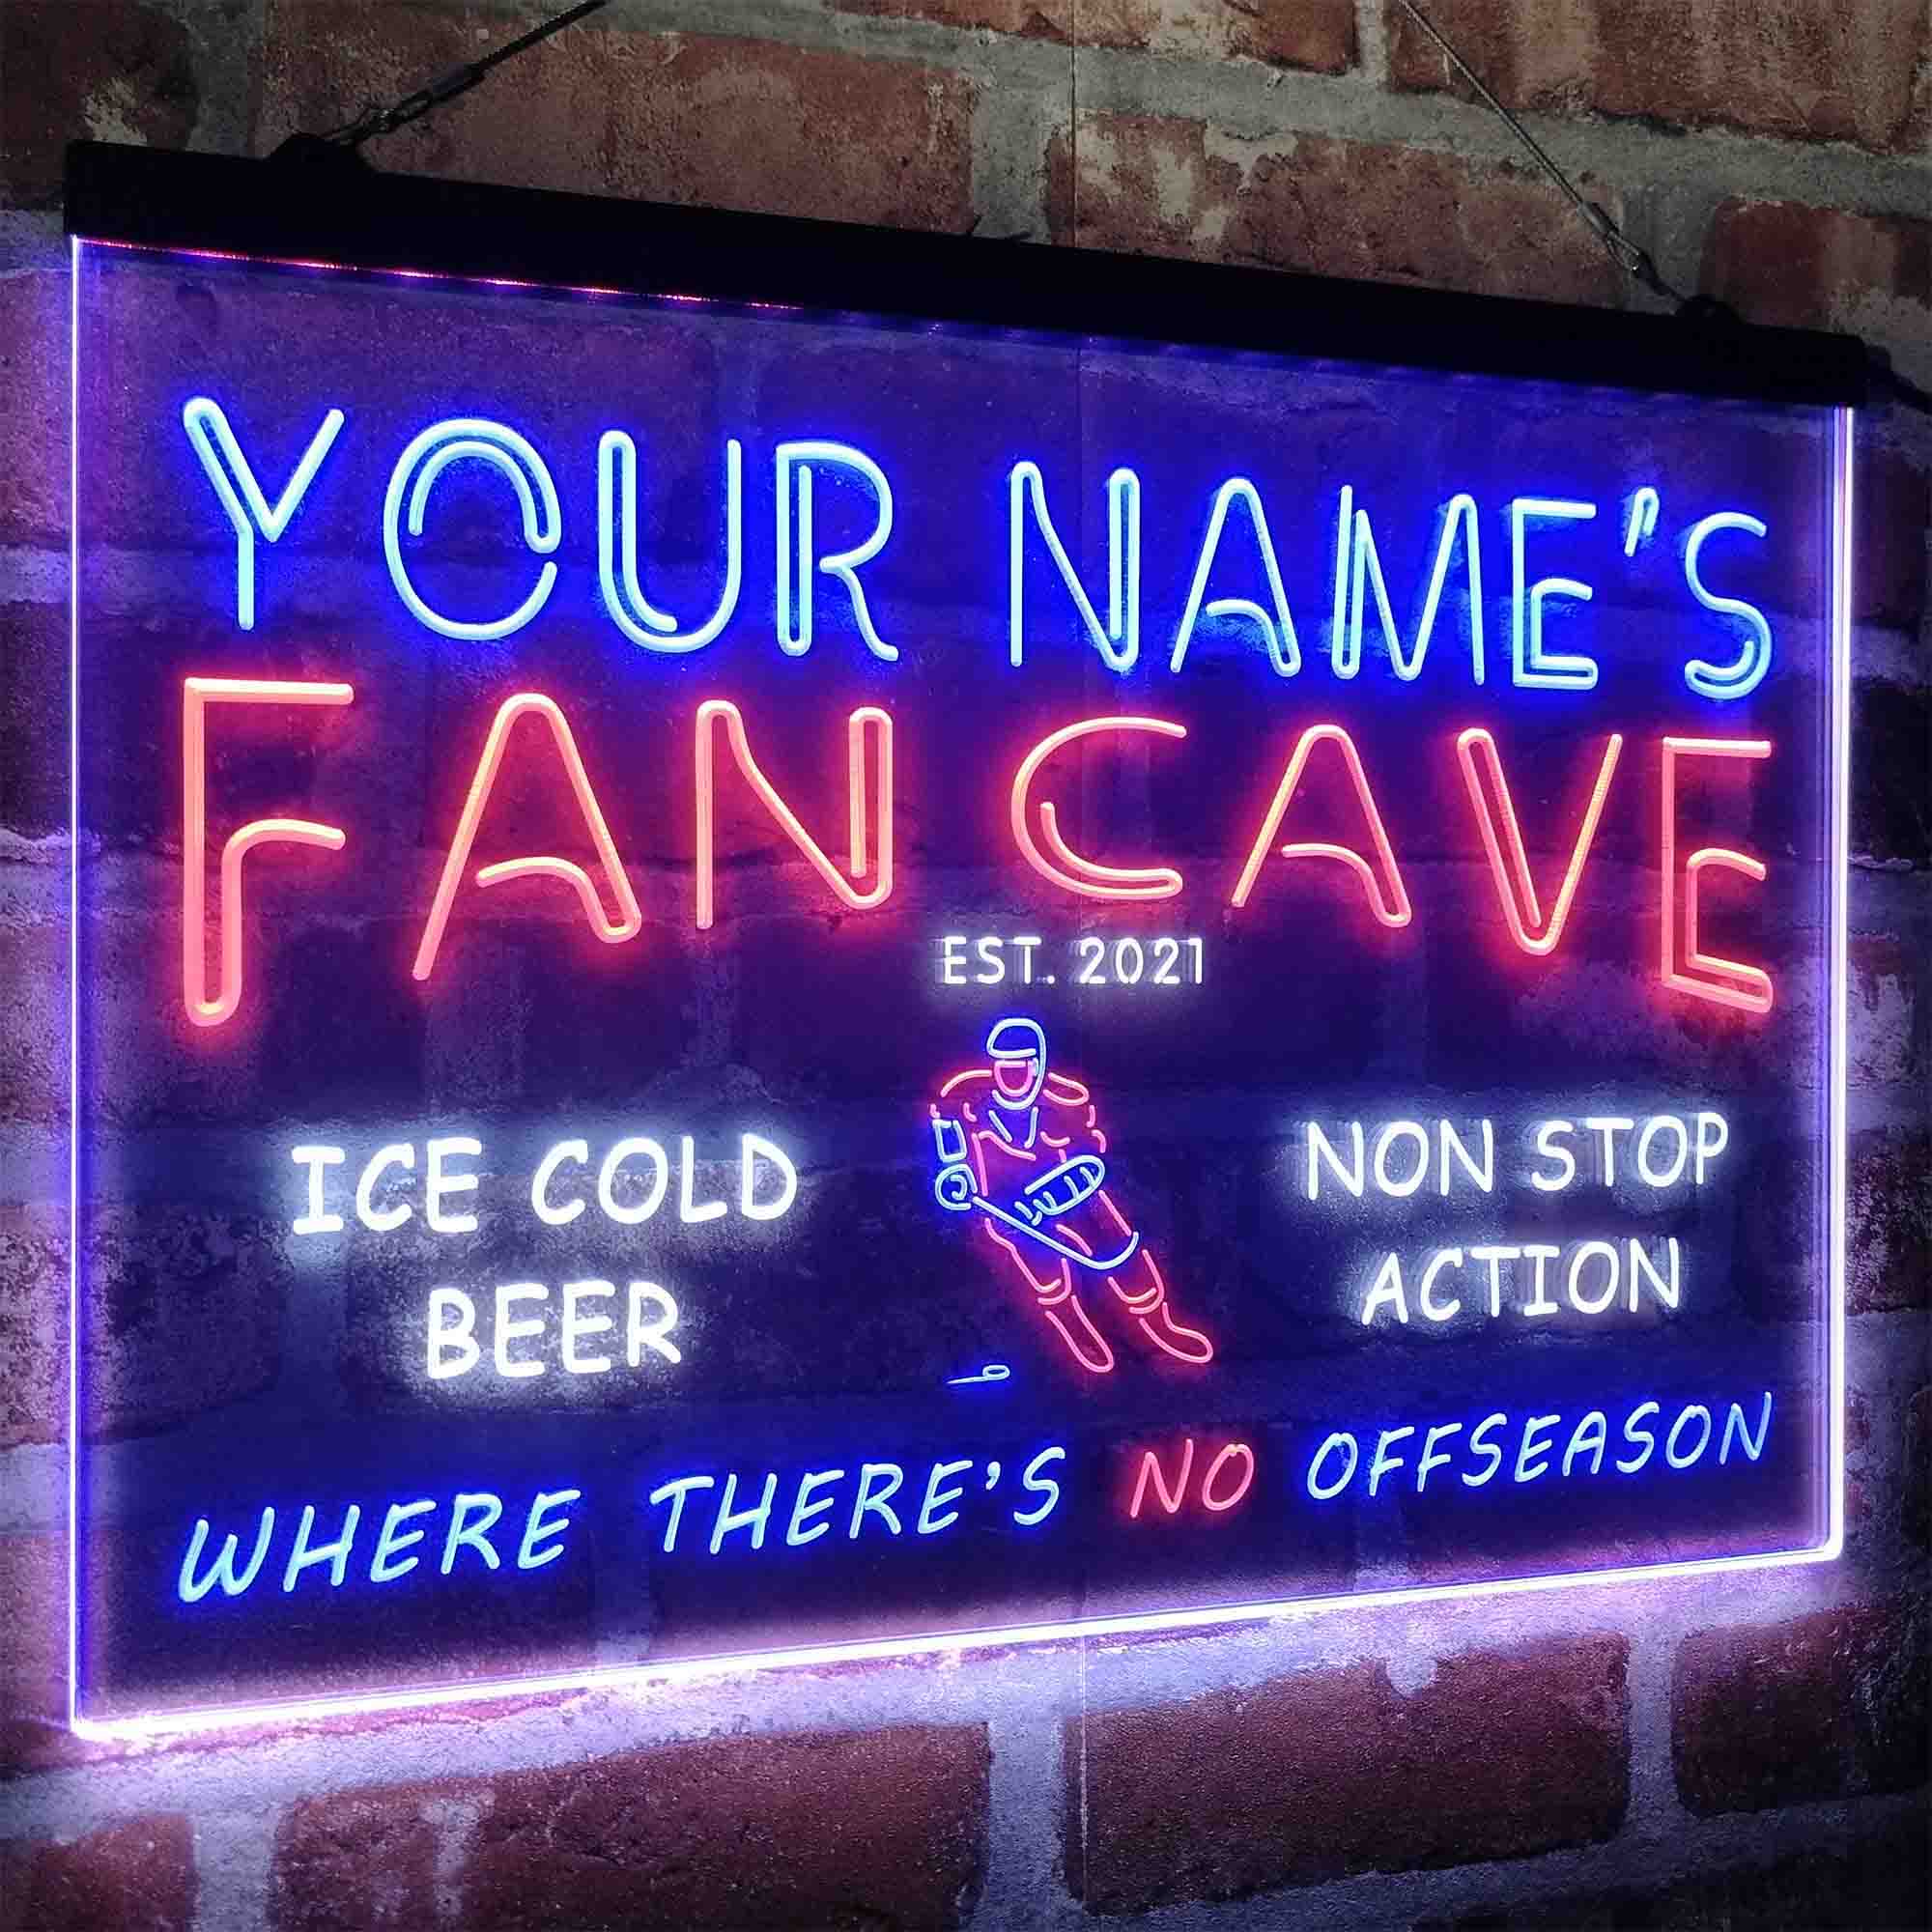 YOUR NAME'S
FAN CAVE
EST. 2021
ICE COLD
BEER
NON STOP
ACTION
WHERE THERE'S NO OFFSEASON